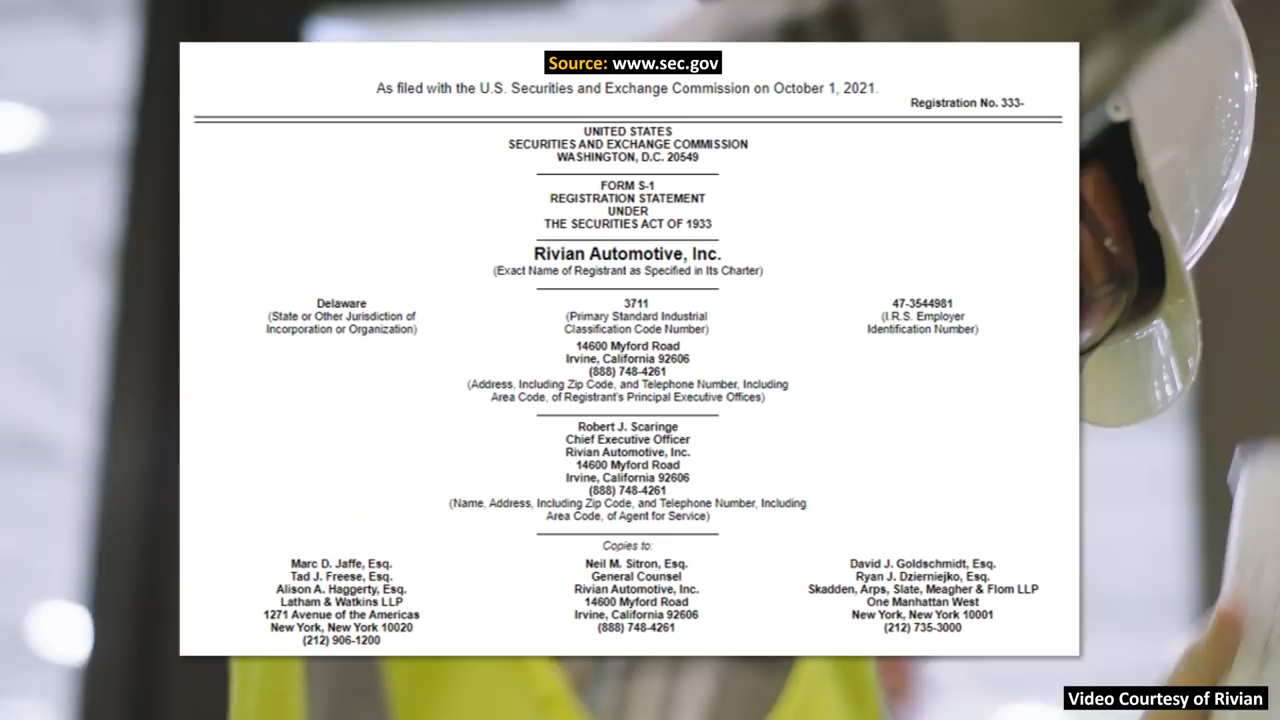 Source: www.sec.gov
As filed with the U.S. Securities and Exchange Commission on October 1, 2021.
Registration No. 333-
UNITED STATES
SECURITIES AND EXCHANGE COMMISSION
WASHINGTON, D.C. 20549
FORM S-1
REGISTRATION STATEMENT
UNDER
THE SECURITIES ACT OF 1933
Rivian Automotive, Inc.
(Exact Name of Registrant as Specified in Its Charter)
Delaware
(State or Other Jurisdiction of
Incorporation or Organization)
3711
(Primary Standard Industrial
Classification Code Number)
47-3544981
(I.R.S. Employer
Identification Number)
14600 Myford Road
Irvine, California 92606
(888) 748-4261
(Address, Including Zip Code, and Telephone Number, Including
Area Code, of Registrant's Principal Executive Offices)
Robert J. Scaringe
Chief Executive Officer
Rivian Automotive, Inc.
14600 Myford Road
Irvine, California 92606
(888) 748-4261
(Name, Address, Including Zip Code, and Telephone Number, Including
Area Code, of Agent for Service)
Copies to:
Marc D. Jaffe, Esq.
Tad J. Freese, Esq.
Alison A. Haggerty, Esq.
Latham & Watkins LLP
1271 Avenue of the Americas
New York, New York 10020
(212) 906-1200
Neil M. Sitron, Esq.
General Counsel
Rivian Automotive, Inc.
14600 Myford Road
Irvine, California 92606
(888) 748-4261
David J. Goldschmidt, Esq.
Ryan J. Dzierniejko, Esq.
Skadden, Arps, Slate, Meagher & Flom LLP
One Manhattan West
New York, New York 10001
(212) 735-3000
Video Courtesy of Rivian